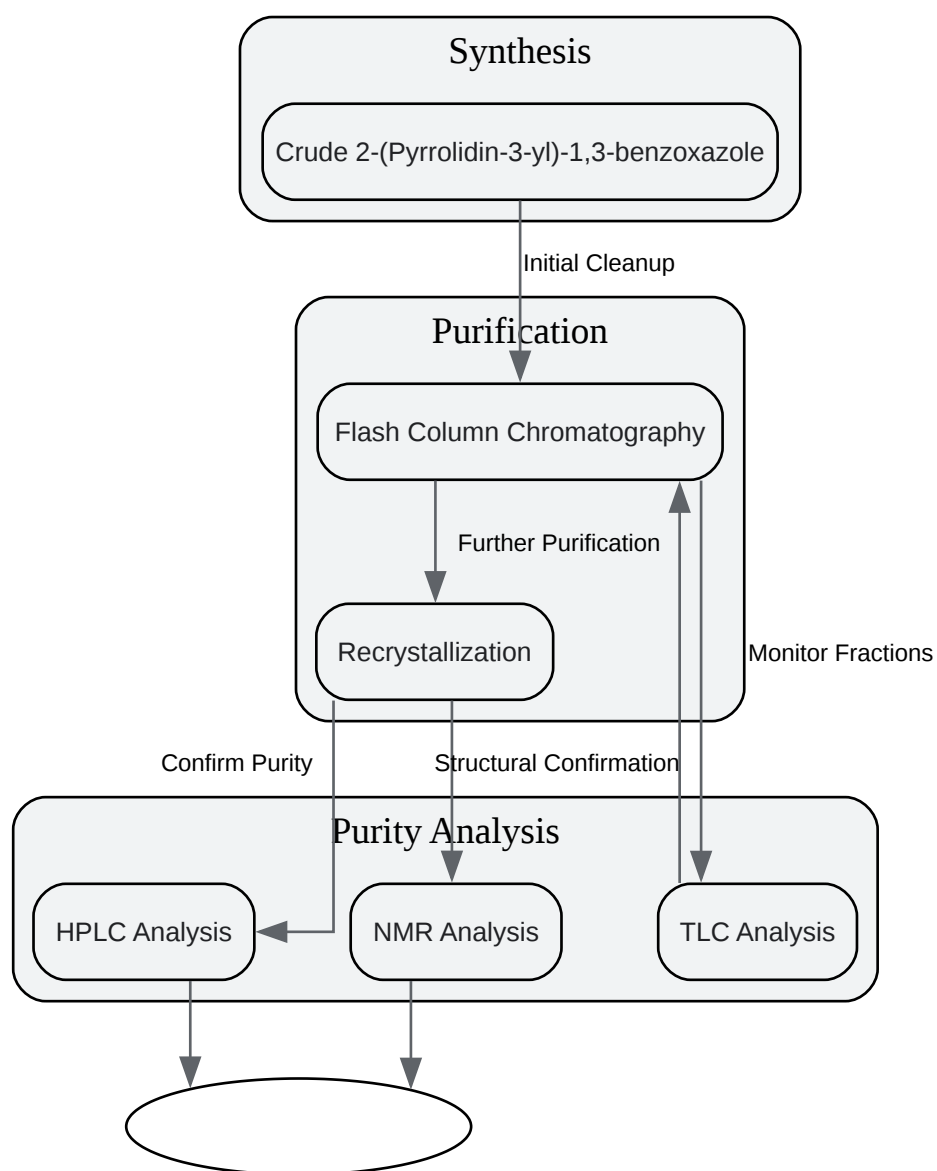 Synthesis
Crude 2-(Pyrrolidin-3-yl)-1,3-benzoxazole
Initial Cleanup
Purification
Flash Column Chromatography
Further Purification
Recrystallization
Monitor Fractions
Confirm Purity
Structural Confirmation
Purity Analysis
HPLC Analysis
NMR Analysis
TLC Analysis